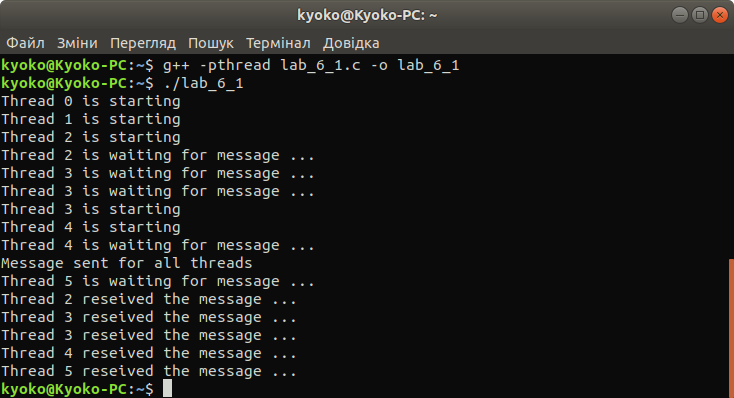 kyoko@Kyoko-PC: ~
Файл Зміни Перегляд Пошук Термінал Довідка
kyoko@Kyoko-PC:~$ g++ -pthread lab_6_1.c -o lab_6_1
kyoko@Kyoko-PC:~$ ./lab_6_1
Thread 0 is starting
Thread 1 is starting
Thread 2 is starting
Thread 2 is waiting for message ...
Thread 3 is waiting for message ...
Thread 3 is waiting for message ...
Thread 3 is starting
Thread 4 is starting
Thread 4 is waiting for message ...
Message sent for all threads
Thread 5 is waiting for message ...
Thread 2 reseived the message ...
Thread 3 reseived the message ...
Thread 3 reseived the message ...
Thread 4 reseived the message ...
Thread 5 reseived the message ...
kyoko@Kyoko-PC:~$